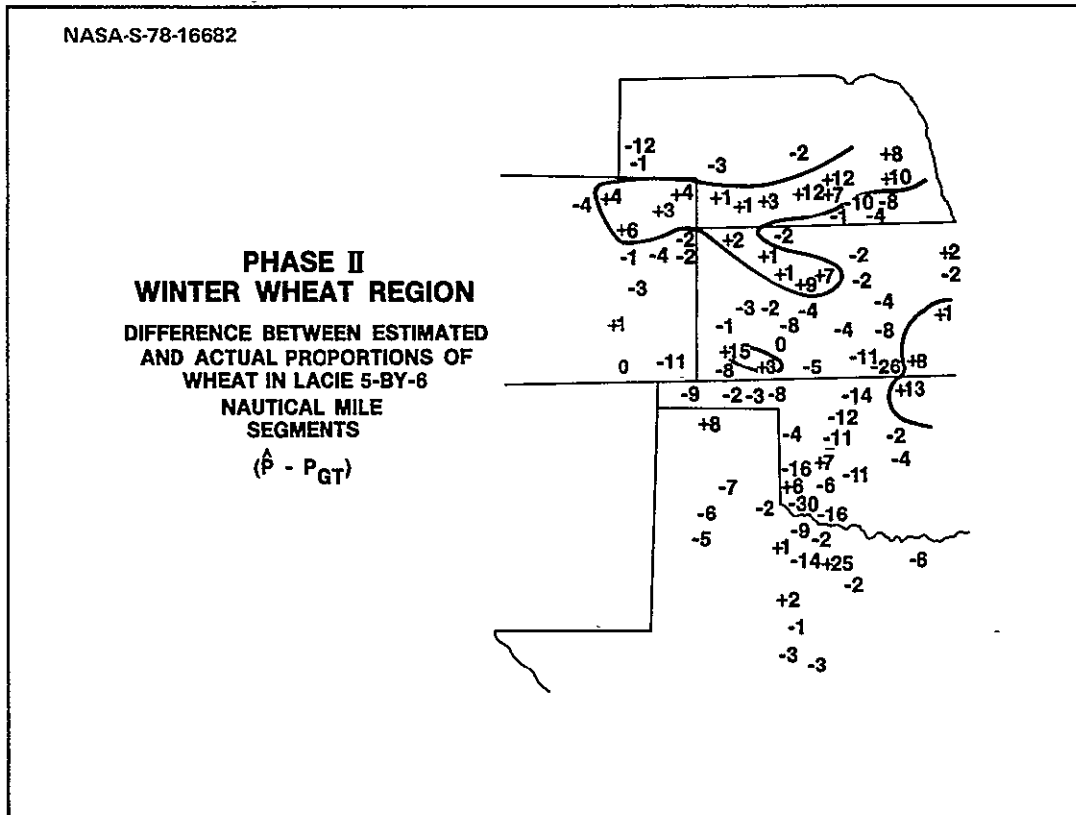 NASA-S-78-16682
PHASE II
WINTER WHEAT REGION
DIFFERENCE BETWEEN ESTIMATED
AND ACTUAL PROPORTIONS OF
WHEAT IN LACIE 5-BY-6
NAUTICAL MILE
SEGMENTS
(P̂ - PGT)
-12
-1 -3 -2 +8
+12 +10
-4 +4 +3 +4 +1 +1 +3 +12 +7 -10 -8
-1 -4
+6 -2 +2 -2
-1 -4 -2 +1 -2 +2
+1 +9 +7 -2 -2
-3 -3 -2 -4 -4 +1
+1 -1 -8 -4 -8
0
+15 -11 +8
0 -11 -8 +3 -5 -26
-9 -2 -3 -8 -14 +13
-12
+8 -4 -11 -2
-4
-16 +7 -11
-7 +6 -6
-6 -2 -30 -16
-5 -9 -2
+1 -14 +25 -6
-2
+2
-1
-3 -3